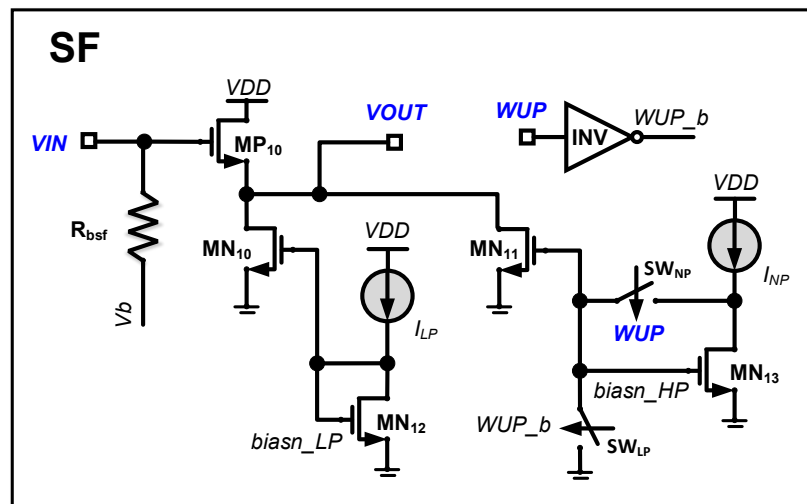 SF
VDD
VIN
MP10
VOUT
WUP
INV
WUP_b
Rbsf
Vb
MN10
VDD
ILP
MN11
VDD
SWNP
INP
WUP
biasn_LP
MN12
biasn_HP
MN13
WUP_b
SWLP